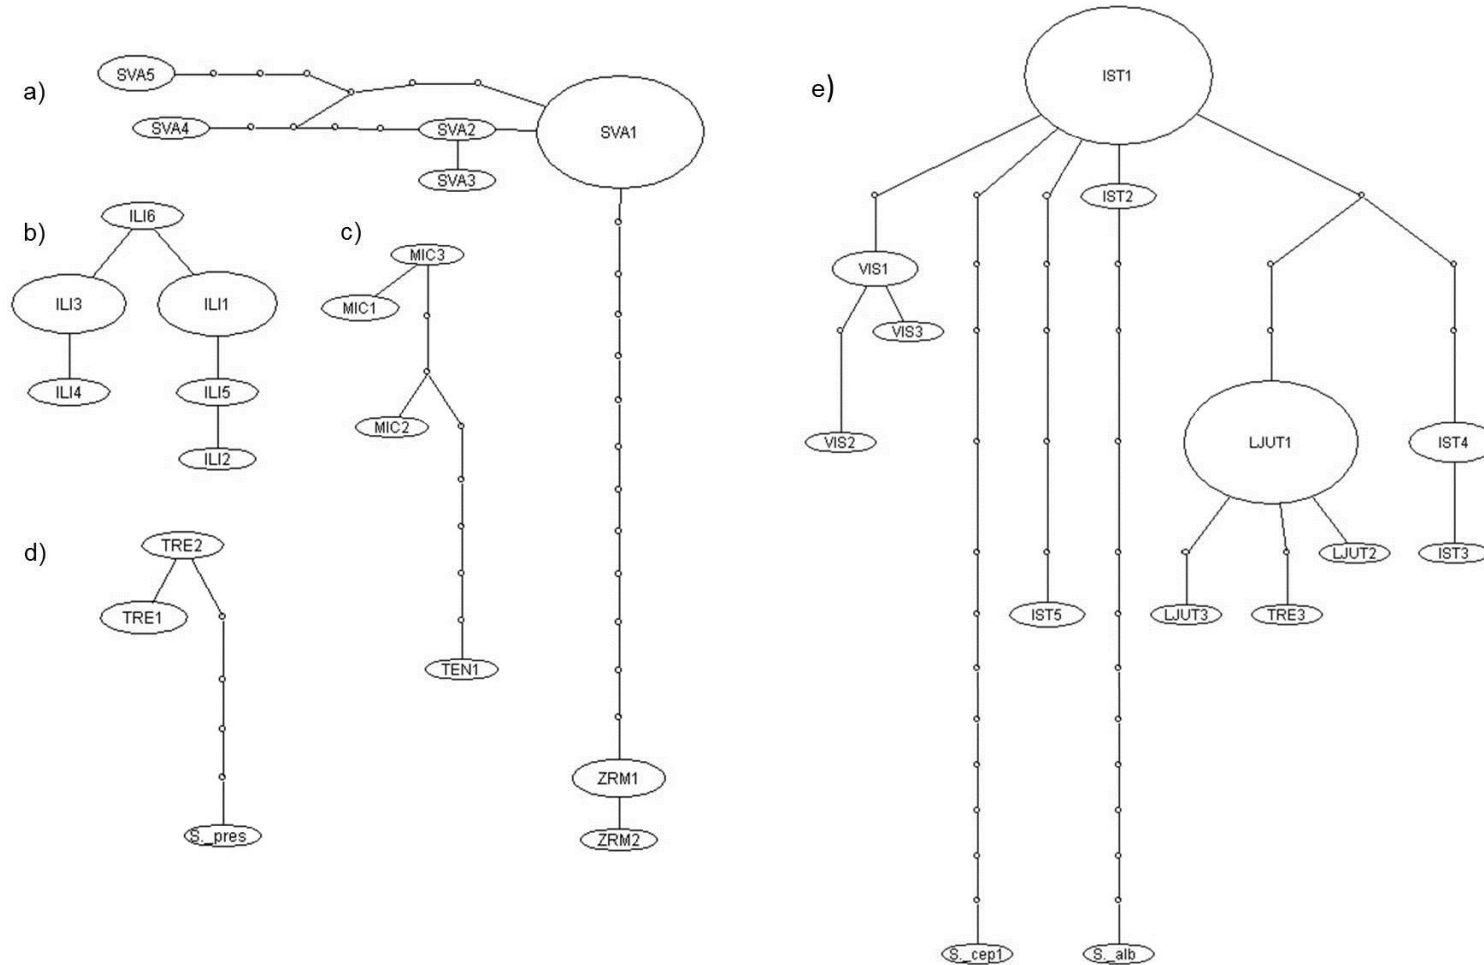 a)
SVA5
SVA4
SVA2
SVA1
SVA3
b)
ILI6
ILI3
ILI1
ILI4
ILI5
ILI2
c)
MIC3
MIC1
MIC2
TEN1
d)
TRE2
TRE1
S._pres
ZRM1
ZRM2
e)
IST1
IST2
VIS1
VIS3
VIS2
LJUT1
IST4
LJUT2
IST3
IST5
LJUT3
TRE3
S._cep1
S._alb